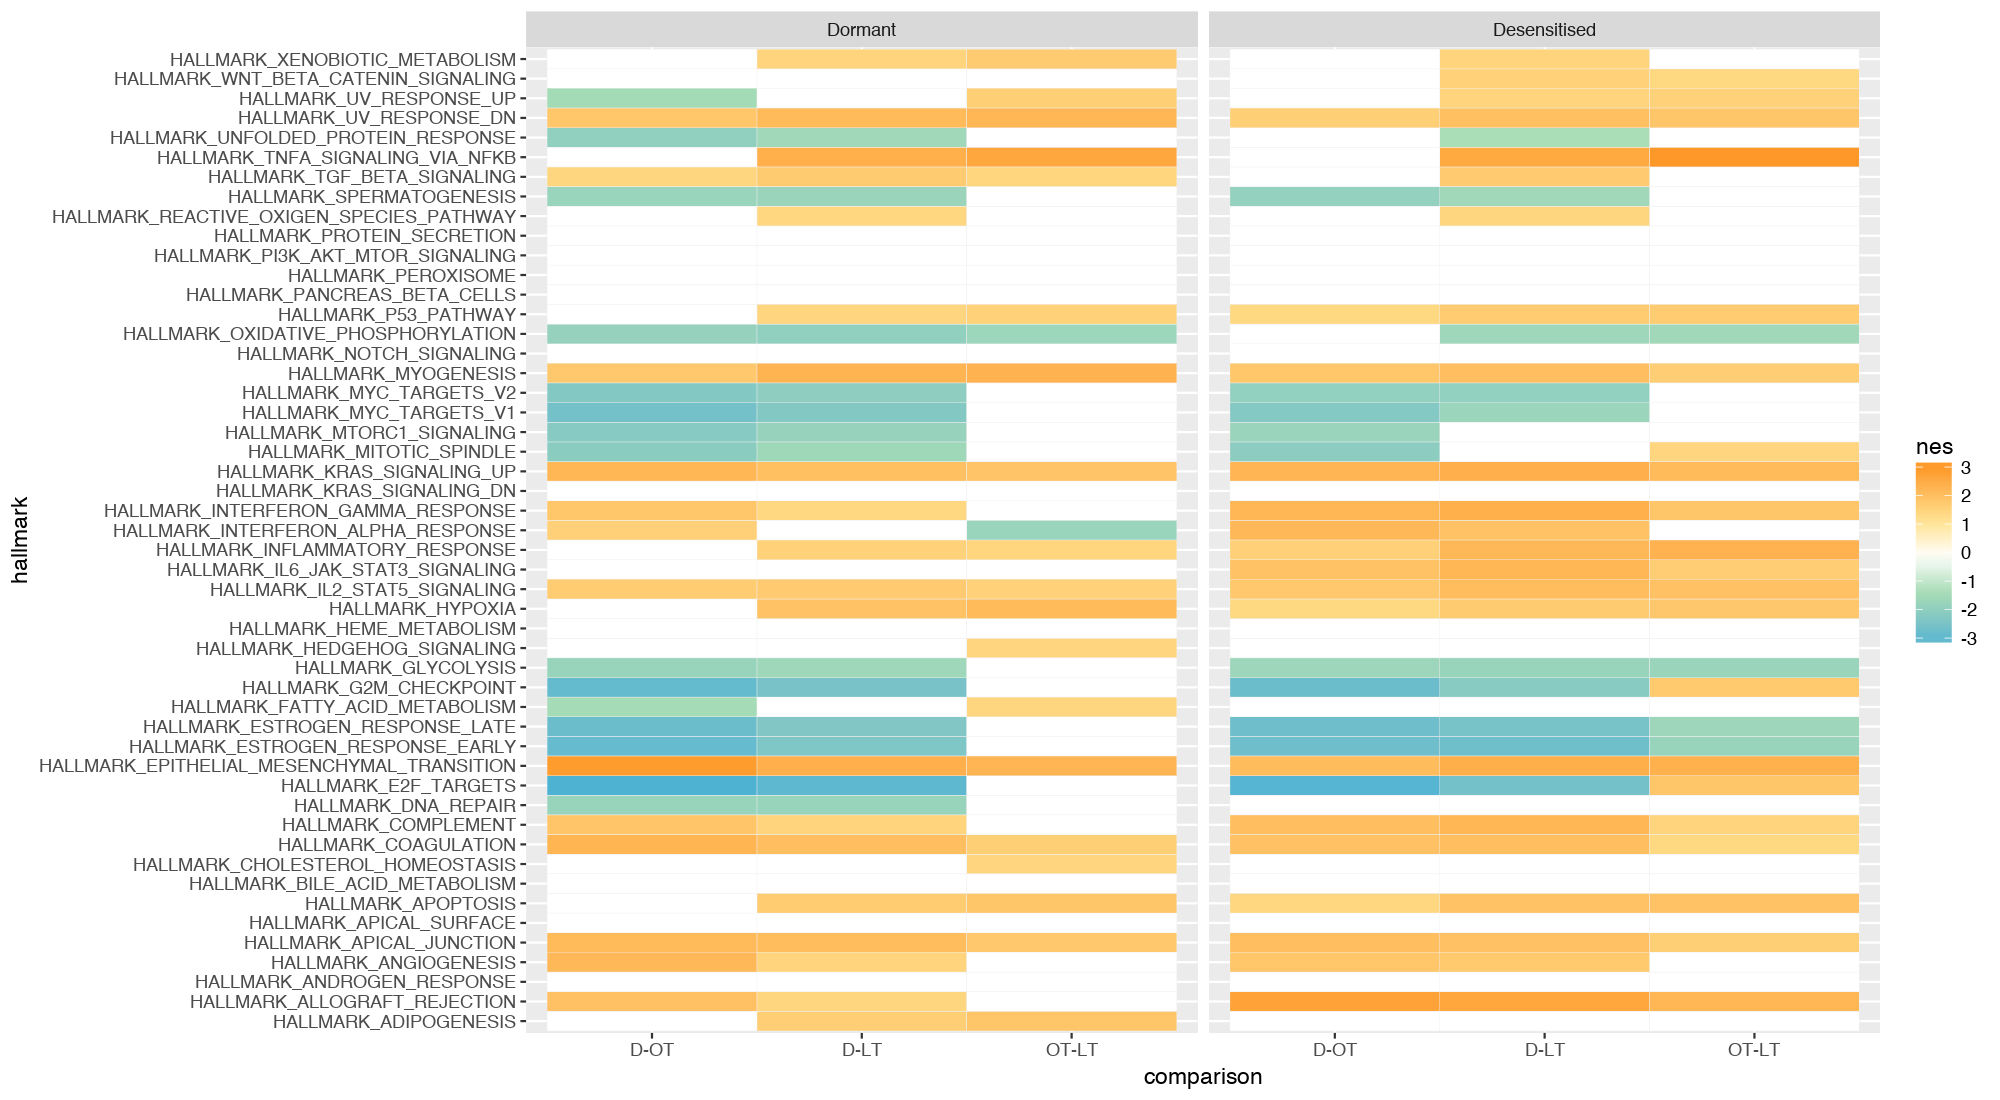 Dormant
Desensitised
HALLMARK_XENOBIOTIC_METABOLISM
HALLMARK_WNT_BETA_CATENIN_SIGNALING
HALLMARK_UV_RESPONSE_UP
HALLMARK_UV_RESPONSE_DN
HALLMARK_UNFOLDED_PROTEIN_RESPONSE
HALLMARK_TNFA_SIGNALING_VIA_NFKB
HALLMARK_TGF_BETA_SIGNALING
HALLMARK_SPERMATOGENESIS
HALLMARK_REACTIVE_OXIGEN_SPECIES_PATHWAY
HALLMARK_PROTEIN_SECRETION
HALLMARK_PI3K_AKT_MTOR_SIGNALING
HALLMARK_PEROXISOME
HALLMARK_PANCREAS_BETA_CELLS
HALLMARK_P53_PATHWAY
HALLMARK_OXIDATIVE_PHOSPHORYLATION
HALLMARK_NOTCH_SIGNALING
HALLMARK_MYOGENESIS
HALLMARK_MYC_TARGETS_V2
HALLMARK_MYC_TARGETS_V1
HALLMARK_MTORC1_SIGNALING
HALLMARK_MITOTIC_SPINDLE
HALLMARK_KRAS_SIGNALING_UP
HALLMARK_KRAS_SIGNALING_DN
HALLMARK_INTERFERON_GAMMA_RESPONSE
HALLMARK_INTERFERON_ALPHA_RESPONSE
HALLMARK_INFLAMMATORY_RESPONSE
HALLMARK_IL6_JAK_STAT3_SIGNALING
HALLMARK_IL2_STAT5_SIGNALING
HALLMARK_HYPOXIA
HALLMARK_HEME_METABOLISM
HALLMARK_HEDGEHOG_SIGNALING
HALLMARK_GLYCOLYSIS
HALLMARK_G2M_CHECKPOINT
HALLMARK_FATTY_ACID_METABOLISM
HALLMARK_ESTROGEN_RESPONSE_LATE
HALLMARK_ESTROGEN_RESPONSE_EARLY
HALLMARK_EPITHELIAL_MESENCHYMAL_TRANSITION
HALLMARK_E2F_TARGETS
HALLMARK_DNA_REPAIR
HALLMARK_COMPLEMENT
HALLMARK_COAGULATION
HALLMARK_CHOLESTEROL_HOMEOSTASIS
HALLMARK_BILE_ACID_METABOLISM
HALLMARK_APOPTOSIS
HALLMARK_APICAL_SURFACE
HALLMARK_APICAL_JUNCTION
HALLMARK_ANGIOGENESIS
HALLMARK_ANDROGEN_RESPONSE
HALLMARK_ALLOGRAFT_REJECTION
HALLMARK_ADIPOGENESIS
hallmark
D-OT D-LT OT-LT
D-OT D-LT OT-LT
comparison
nes
3
2
1
0
-1
-2
-3